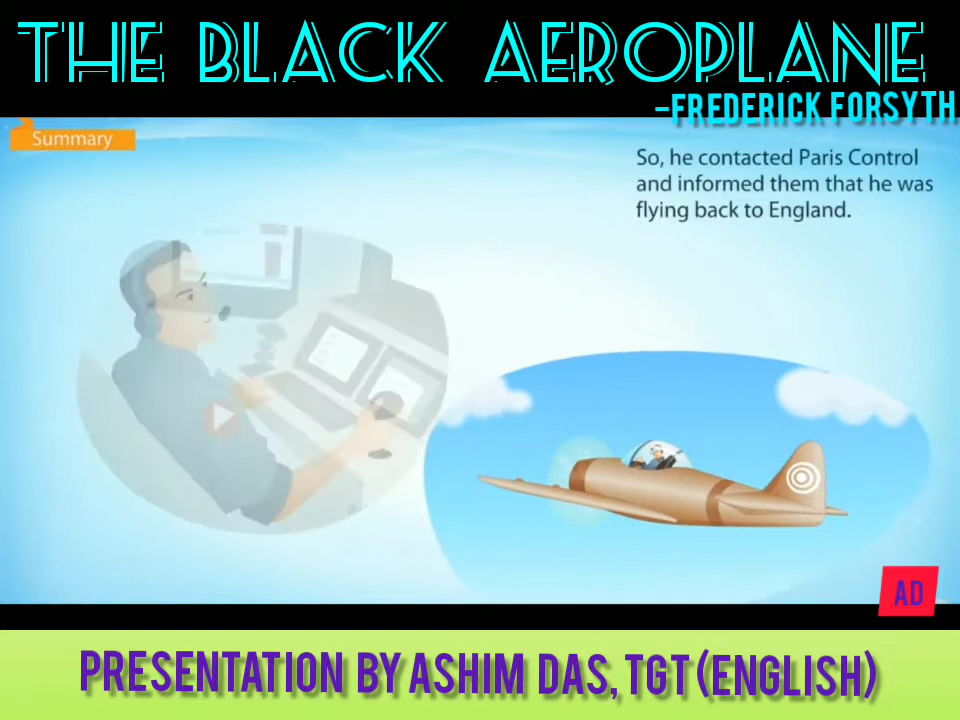 THE BLACK AEROPLANE
-FREDERICK FORSYTH
Summary
So, he contacted Paris Control
and informed them that he was
flying back to England.
AD
PRESENTATION BY ASHIM DAS, TGT (ENGLISH)